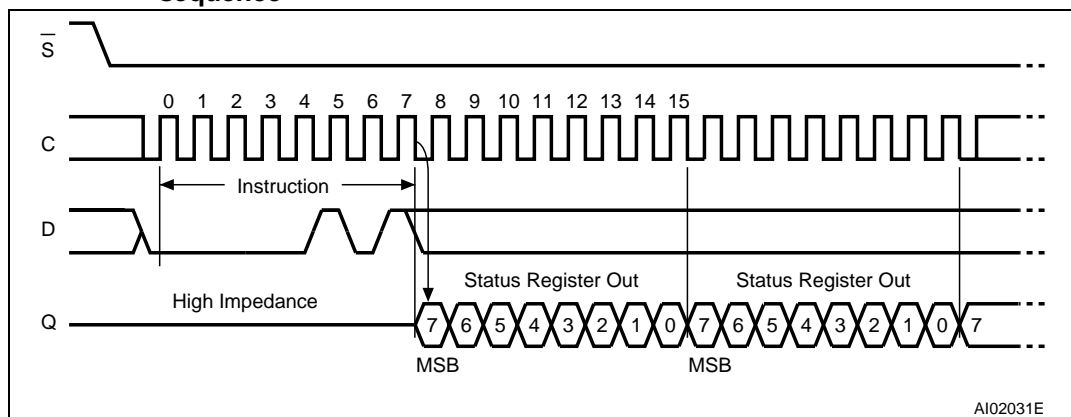 sequence
S
0 1 2 3 4 5 6 7 8 9 10 11 12 13 14 15
C
Instruction
D
Status Register Out Status Register Out
High Impedance
Q 7 6 5 4 3 2 1 0 7 6 5 4 3 2 1 0 7
MSB MSB
AI02031E